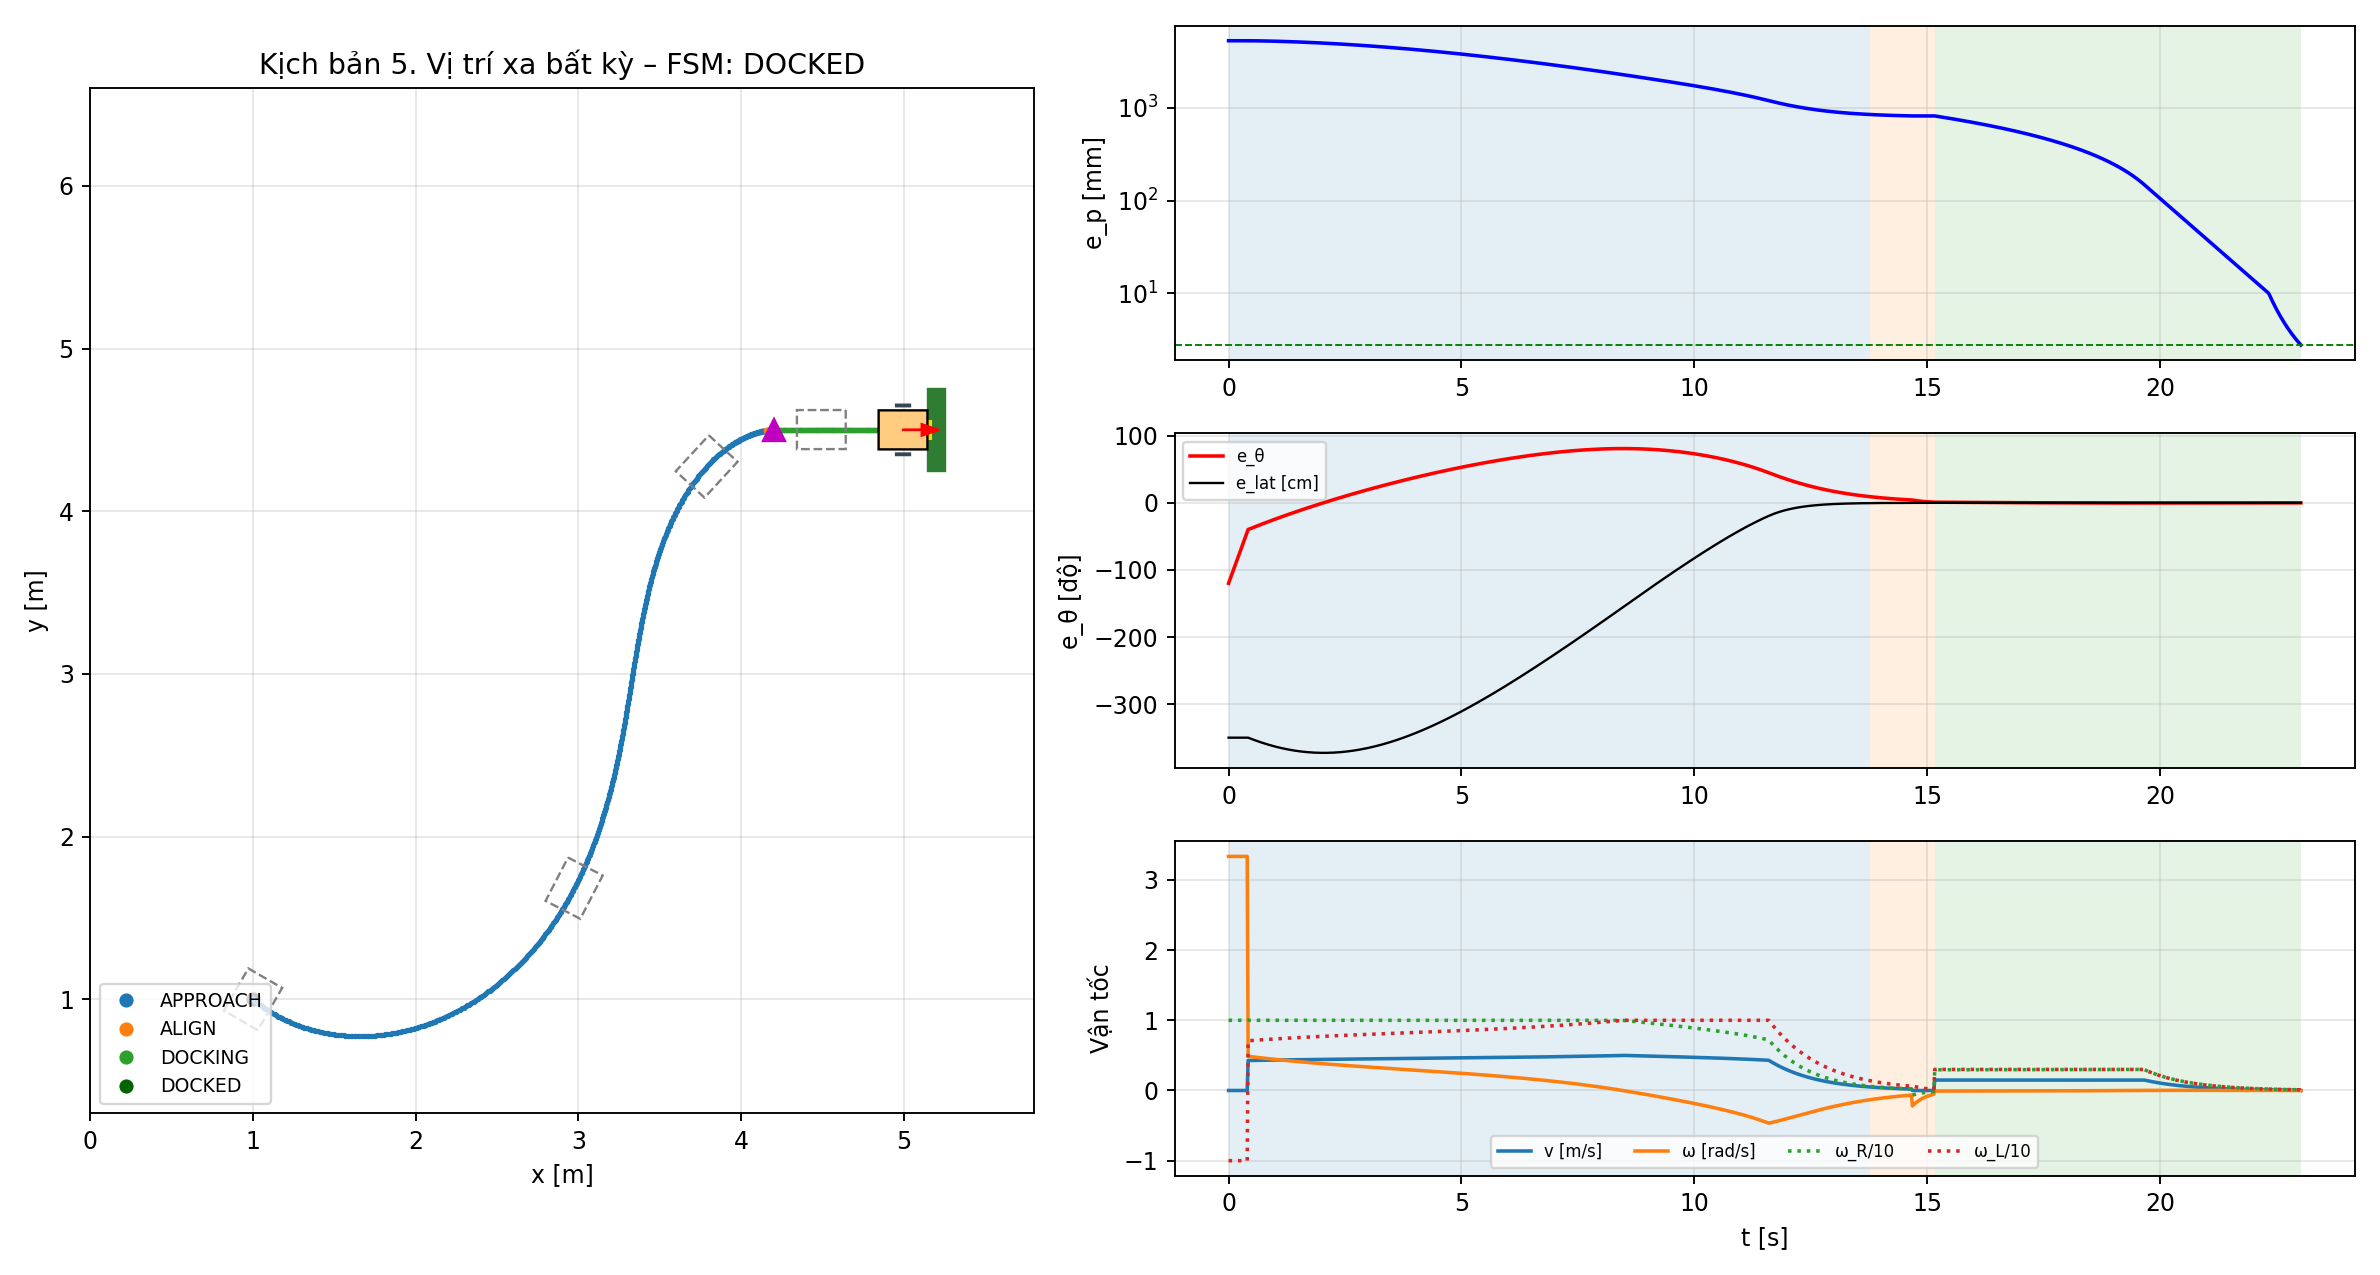 Kịch bản 5. Vị trí xa bất kỳ – FSM: DOCKED
6
5
4
3
2
1
y [m]
APPROACH
ALIGN
DOCKING
DOCKED
0
1
2
3
4
5
x [m]
10³
10²
10¹
e_p [mm]
0
5
10
15
20
100
0
−100
−200
−300
e_θ [độ]
e_θ
e_lat [cm]
0
5
10
15
20
3
2
1
0
−1
Vận tốc
v [m/s]
ω [rad/s]
ω_R/10
ω_L/10
0
5
10
15
20
t [s]